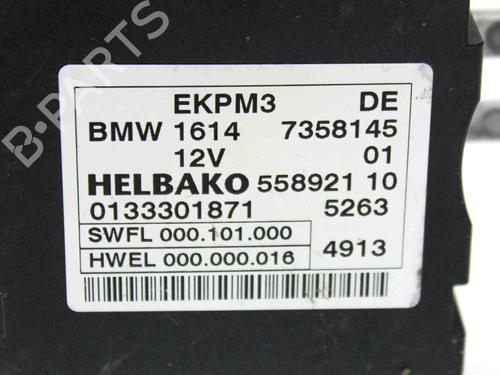 EKPM3 DE
BMW 1614 7358145
12V 01
HELBAKO 558921 10
0133301871 5263
SWFL 000.101.000
HWEL 000.000.016 4913
B-PARTS